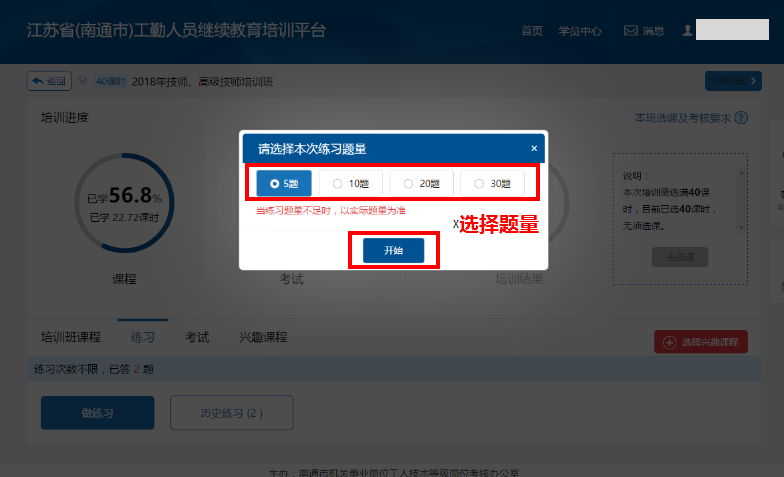 江苏省(南通市)工勤人员继续教育培训平台
首页 学员中心 消息
返回 40课时 2018年技师、高级技师培训班
培训进度
本班选课及考核要求 ?
请选择本次练习题量 ×
5题 10题 20题 30题
当练习题量不足时，以实际题量为准
X
选择题量
开始
已学56.8%
已学 22.72课时
说明：
本次培训需选满40课
时，目前已选40课时，
无须选课。
去选课
课程 考试 培训结果
培训班课程 练习 考试 兴趣课程
选择兴趣课程
练习次数不限，已答 2 题
做练习 历史练习 (2)
主办：南通市机关事业单位工人技术等级岗位考核办公室